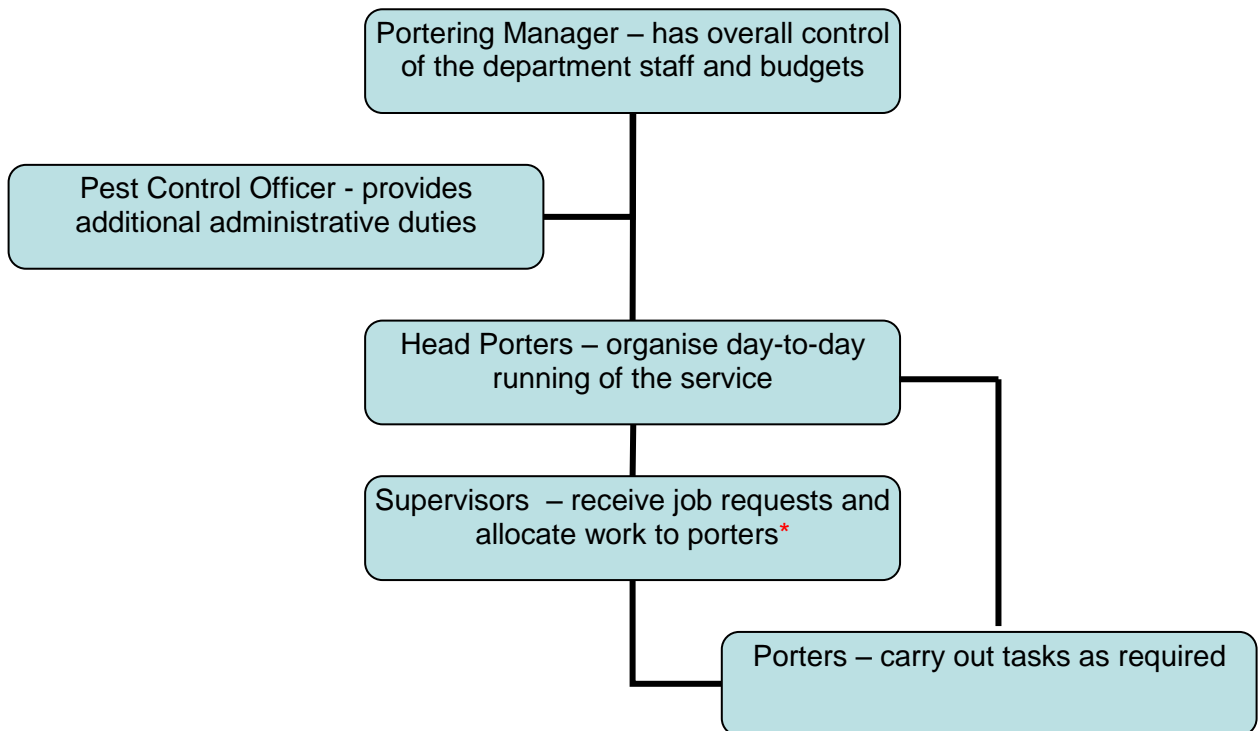 Portering Manager – has overall control
of the department staff and budgets
Pest Control Officer - provides
additional administrative duties
Head Porters – organise day-to-day
running of the service
Supervisors – receive job requests and
allocate work to porters*
Porters – carry out tasks as required